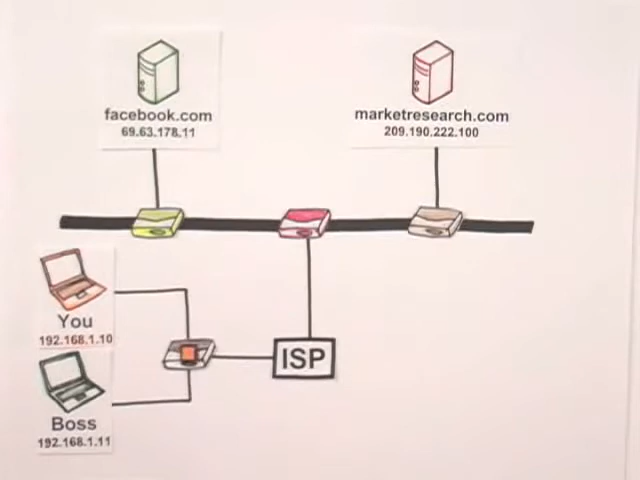 facebook.com
69.63.178.11
marketresearch.com
209.190.222.100
You
192.168.1.10
ISP
Boss
192.168.1.11